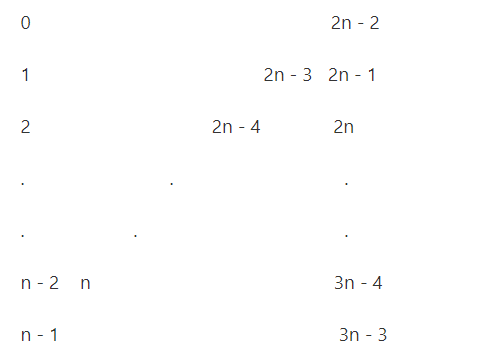 0 2n - 2
1 2n - 3 2n - 1
2 2n - 4 2n
. . .
. . .
n - 2 n 3n - 4
n - 1 3n - 3